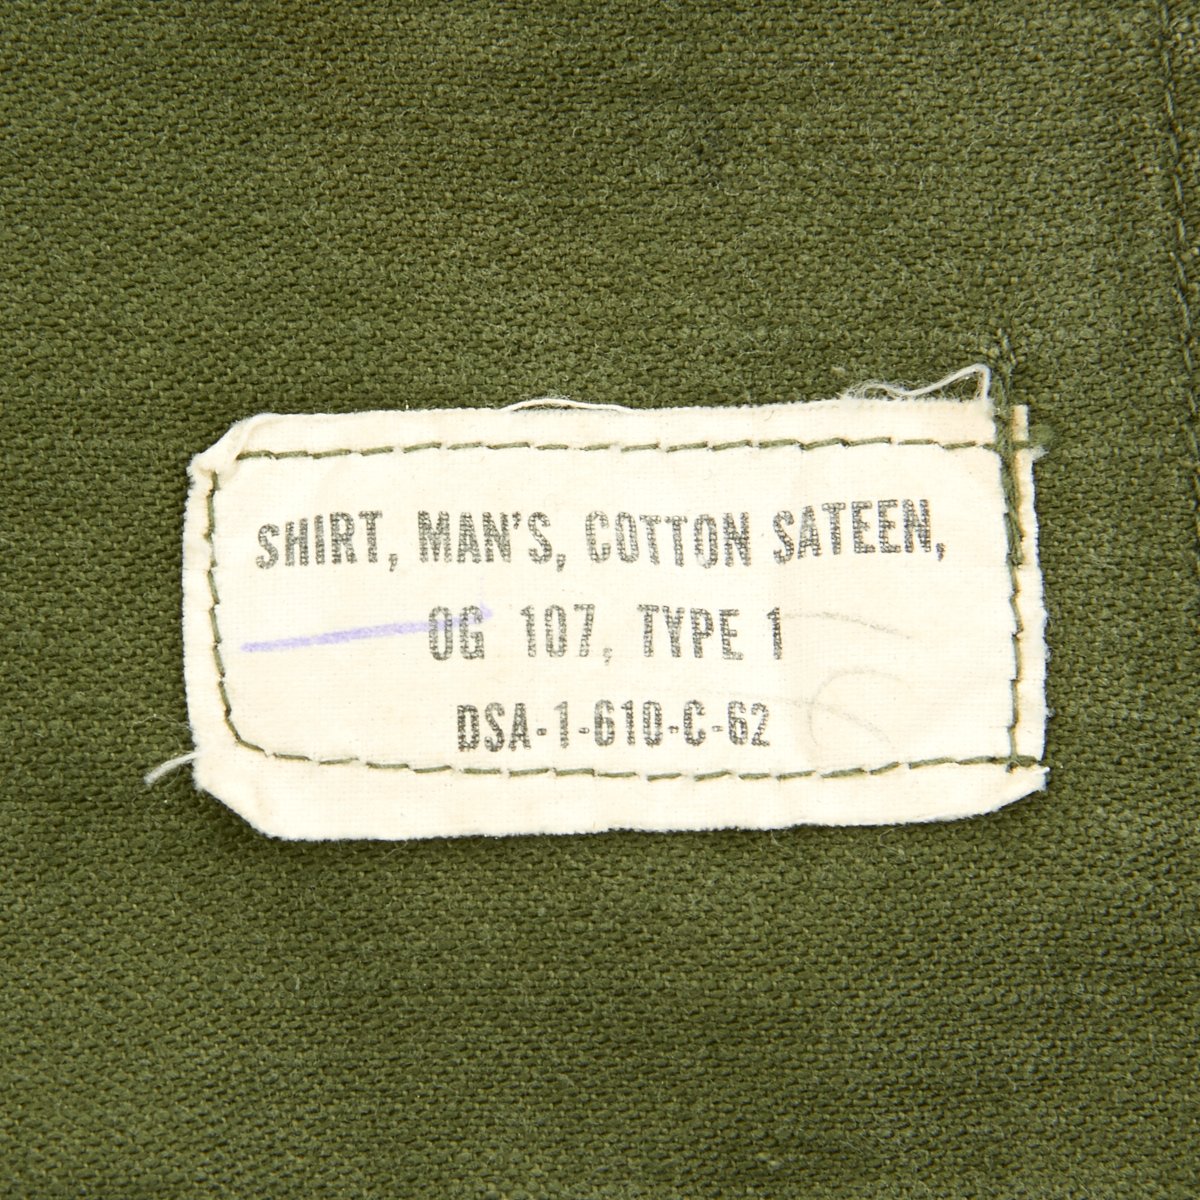 SHIRT, MAN'S, COTTON SATEEN,
OG 107, TYPE 1
DSA-1-610-C-62